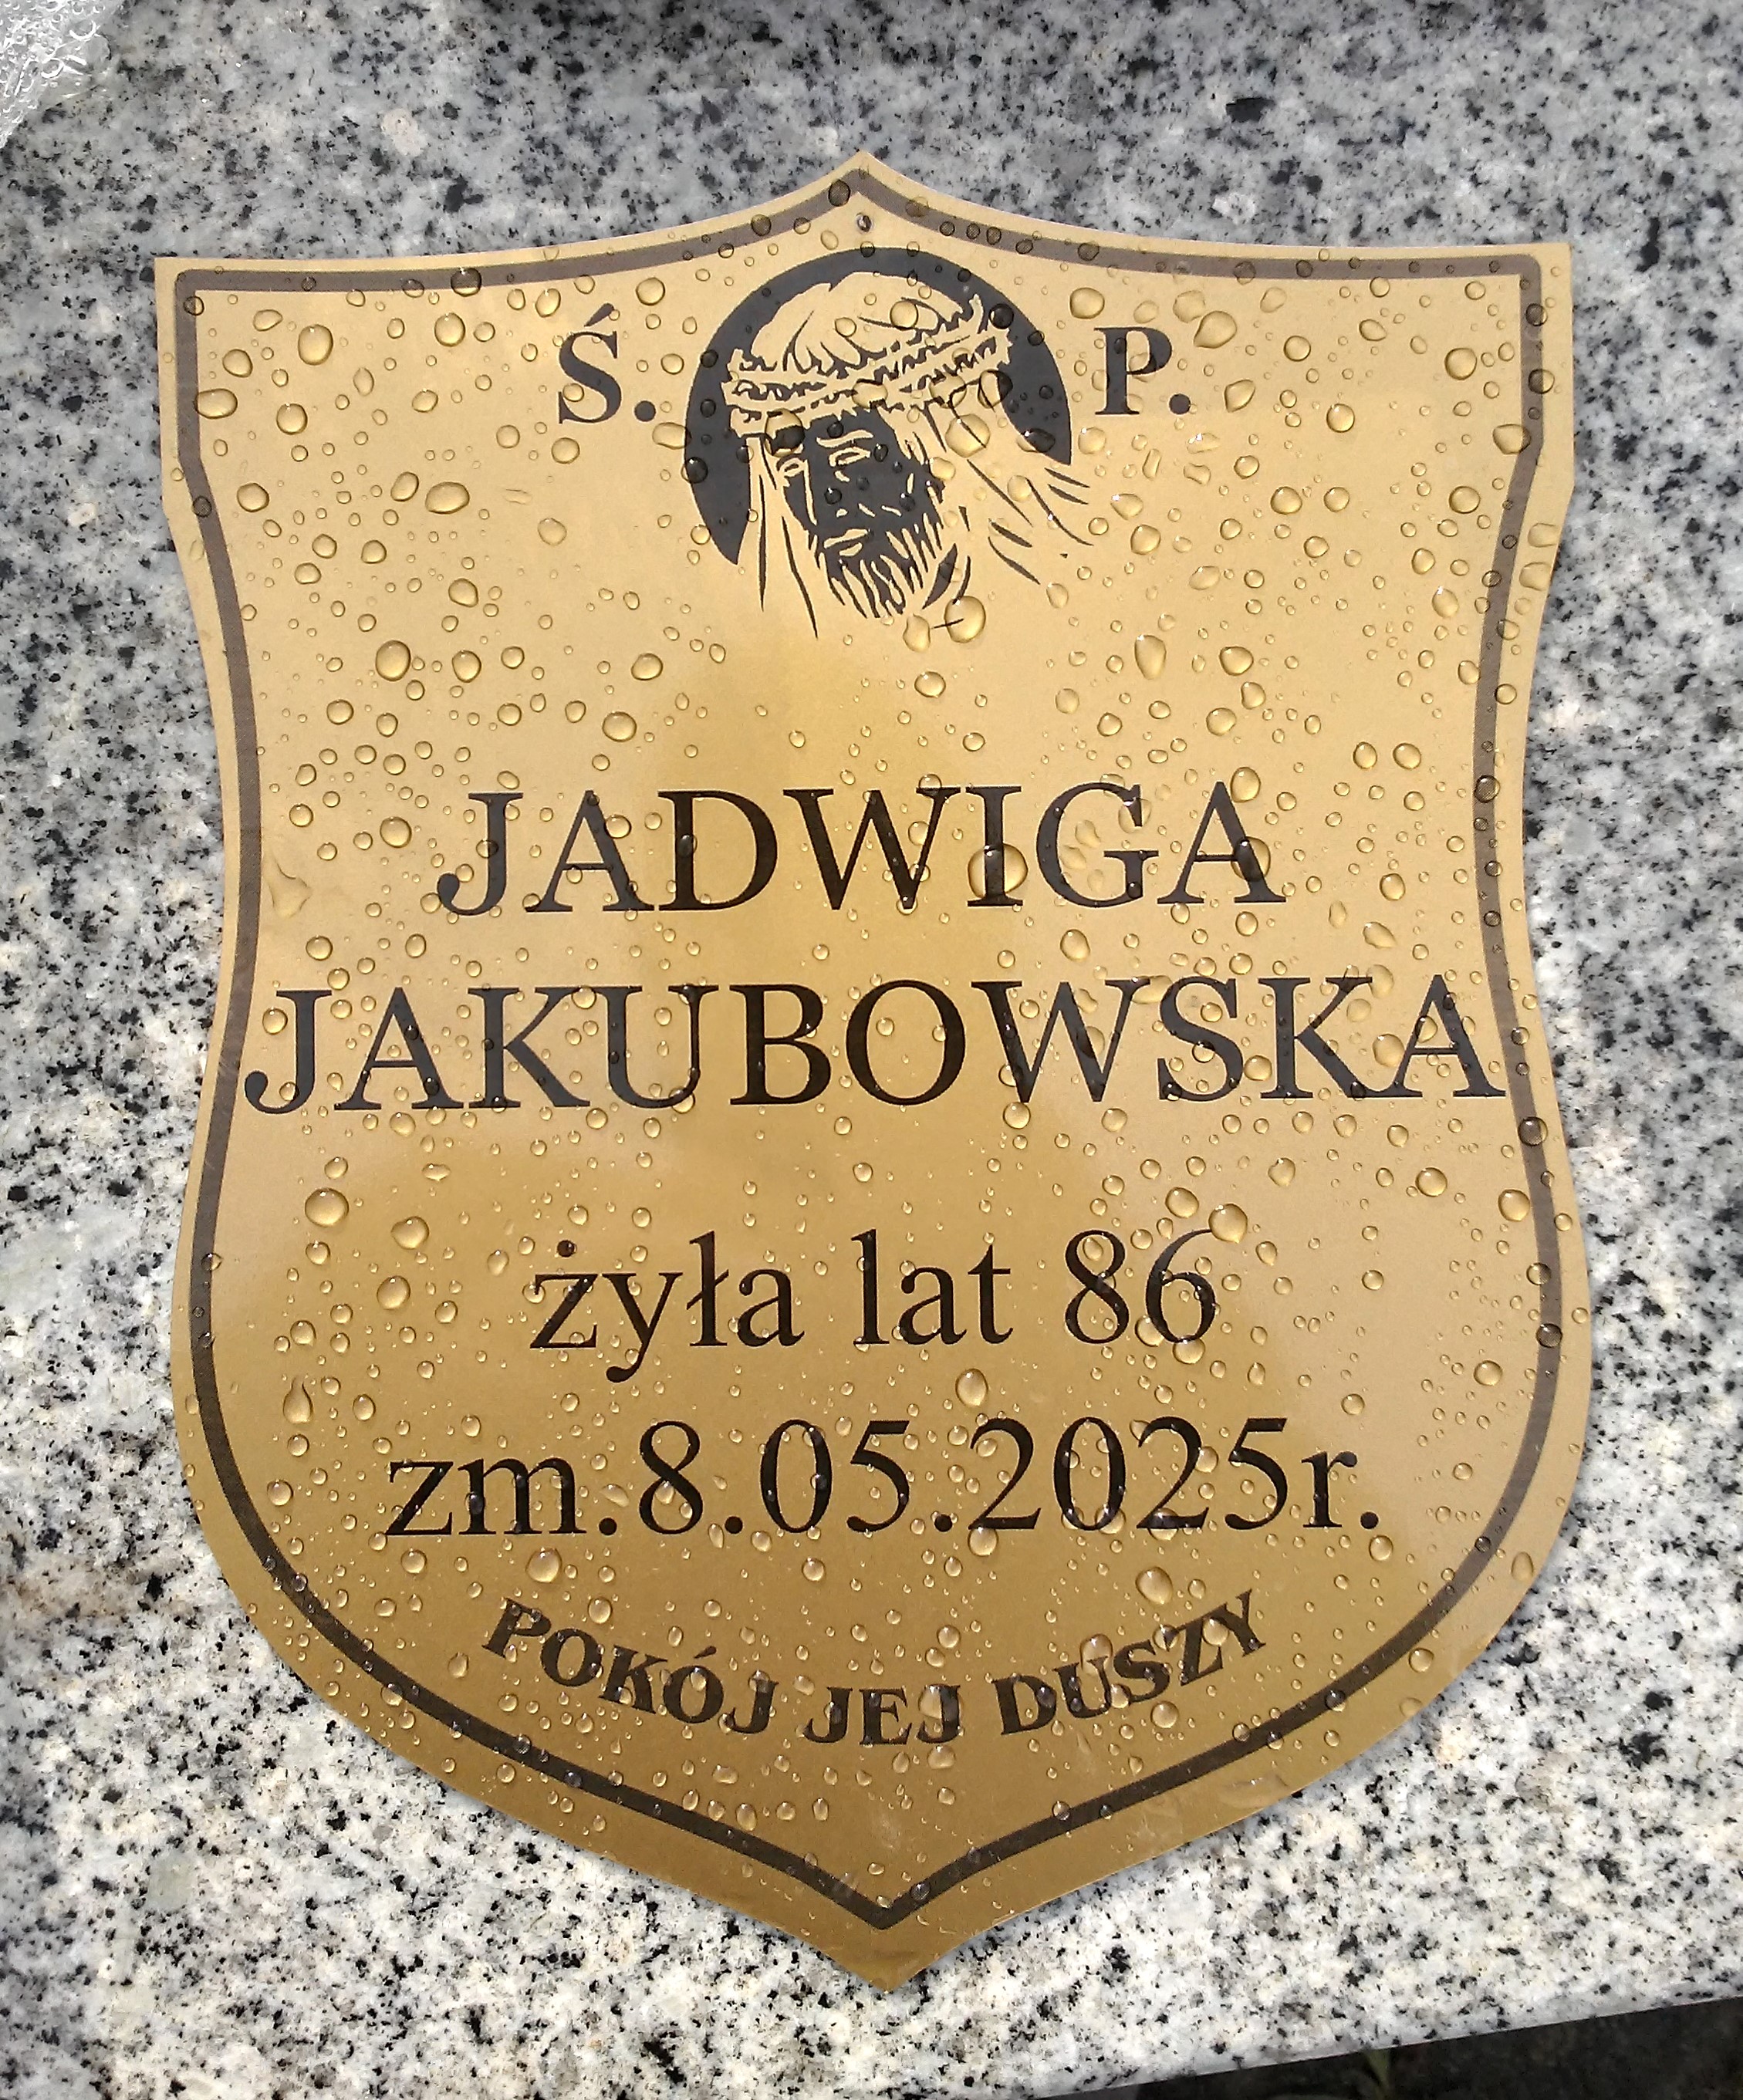 Ś. P.
JADWIGA
JAKUBOWSKA
żyła lat 86
zm.8.05.2025r.
POKÓJ JEJ DUSZY